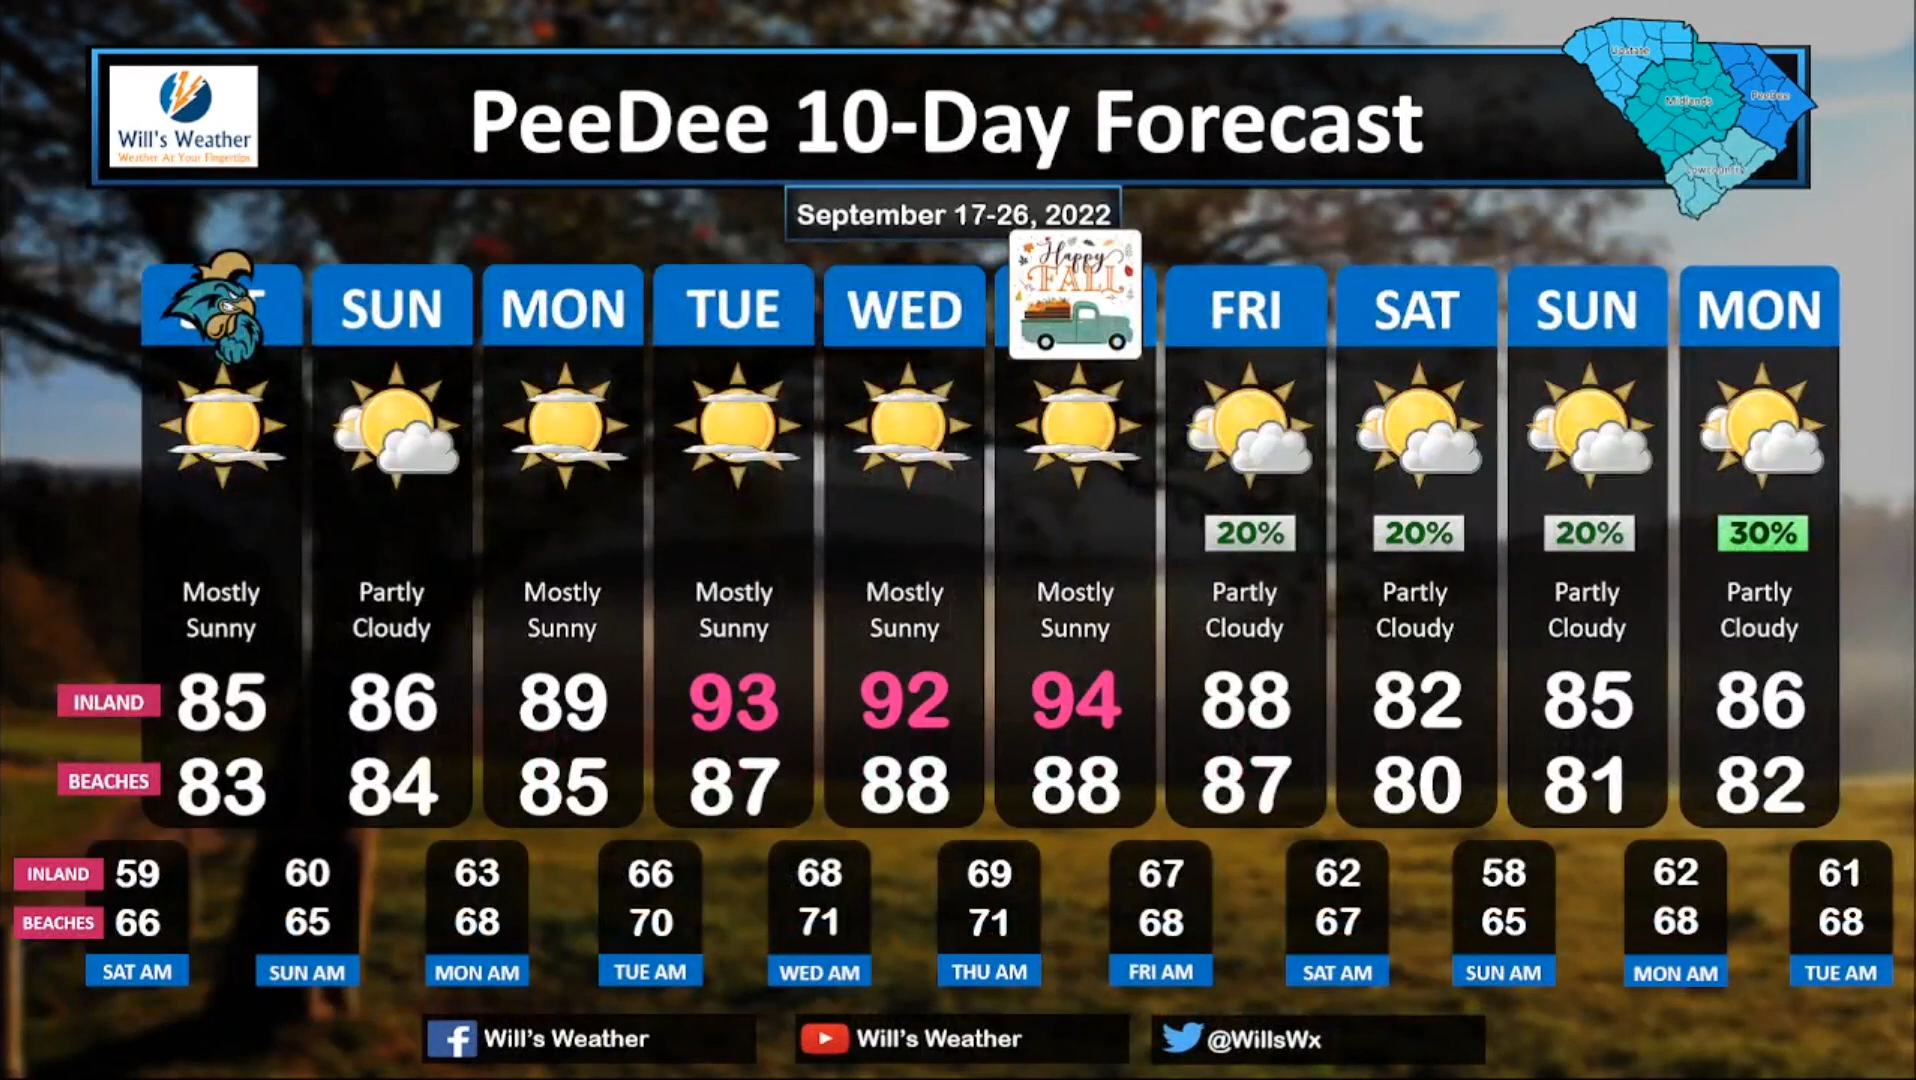 Will's Weather
Weather At Your Fingertips
PeeDee 10-Day Forecast
Upstate
Midlands
PeeDee
Lowcountry
September 17-26, 2022
Happy
FALL
SUN MON TUE WED FRI SAT SUN MON
20% 20% 20% 30%
Mostly Partly Mostly Mostly Mostly Mostly Partly Partly Partly Partly
Sunny Cloudy Sunny Sunny Sunny Sunny Cloudy Cloudy Cloudy Cloudy
INLAND 85 86 89 93 92 94 88 82 85 86
BEACHES 83 84 85 87 88 88 87 80 81 82
INLAND 59 60 63 66 68 69 67 62 58 62 61
BEACHES 66 65 68 70 71 71 68 67 65 68 68
SAT AM SUN AM MON AM TUE AM WED AM THU AM FRI AM SAT AM SUN AM MON AM TUE AM
Will's Weather Will's Weather @WillsWx